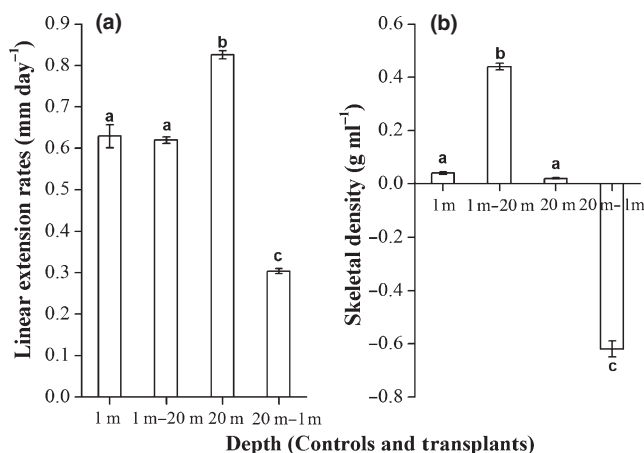 (a)
Linear extension rates (mm day⁻¹)
0.9
0.8
0.7
0.6
0.5
0.4
0.3
0.2
0.1
0.0
a
a
b
c
1 m
1 m–20 m
20 m
20 m–1m
(b)
Skeletal density (g ml⁻¹)
0.6
0.4
0.2
0.0
−0.2
−0.4
−0.6
−0.8
a
b
a
c
1 m
1 m–20 m
20 m
20 m–1m
Depth (Controls and transplants)